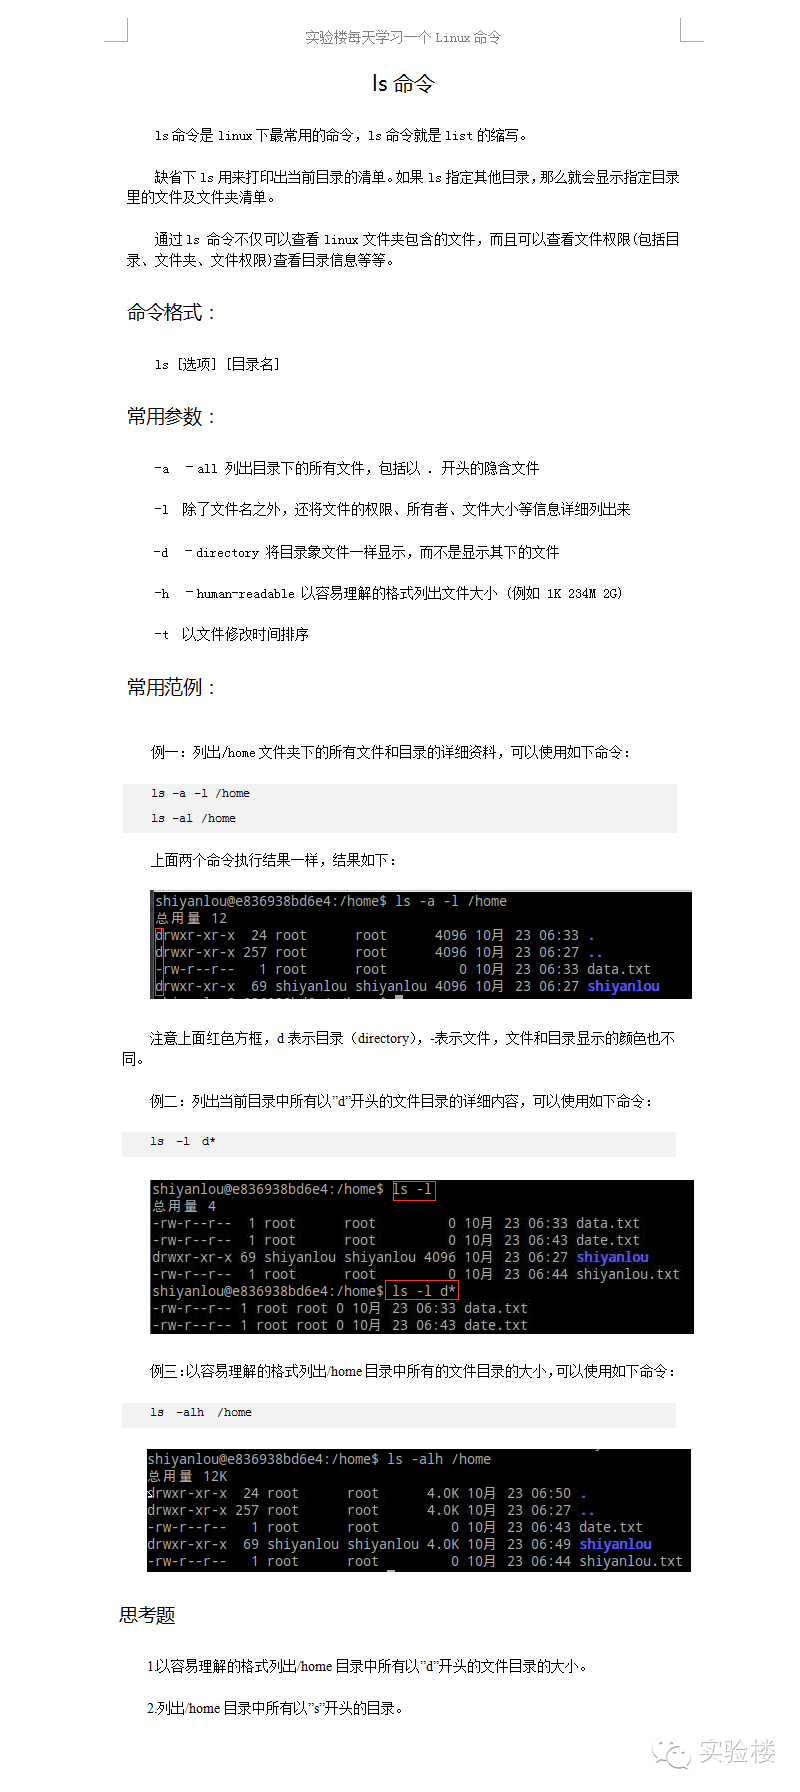 实验楼每天学习一个 Linux 命令
ls 命令
ls 命令是 linux 下最常用的命令，ls 命令就是 list 的缩写。
缺省下 ls 用来打印出当前目录的清单。如果 ls 指定其他目录，那么就会显示指定目录
里的文件及文件夹清单。
通过 ls 命令不仅可以查看 linux 文件夹包含的文件，而且可以查看文件权限(包括目
录、文件夹、文件权限)查看目录信息等等。
命令格式：
ls [选项] [目录名]
常用参数：
-a –all 列出目录下的所有文件，包括以 . 开头的隐含文件
-l 除了文件名之外，还将文件的权限、所有者、文件大小等信息详细列出来
-d –directory 将目录象文件一样显示，而不是显示其下的文件
-h –human-readable 以容易理解的格式列出文件大小 (例如 1K 234M 2G)
-t 以文件修改时间排序
常用范例：
例一：列出/home 文件夹下的所有文件和目录的详细资料，可以使用如下命令：
ls -a -l /home
ls -al /home
上面两个命令执行结果一样，结果如下：
shiyanlou@e836938bd6e4:/home$ ls -a -l /home
总用量 12
drwxr-xr-x 24 root root 4096 10月 23 06:33 .
drwxr-xr-x 257 root root 4096 10月 23 06:27 ..
-rw-r--r-- 1 root root 0 10月 23 06:33 data.txt
drwxr-xr-x 69 shiyanlou shiyanlou 4096 10月 23 06:27 shiyanlou
注意上面红色方框，d 表示目录（directory），-表示文件，文件和目录显示的颜色也不
同。
例二：列出当前目录中所有以”d”开头的文件目录的详细内容，可以使用如下命令：
ls -l d*
shiyanlou@e836938bd6e4:/home$ ls -l
总用量 4
-rw-r--r-- 1 root root 0 10月 23 06:33 data.txt
-rw-r--r-- 1 root root 0 10月 23 06:43 date.txt
drwxr-xr-x 69 shiyanlou shiyanlou 4096 10月 23 06:27 shiyanlou
-rw-r--r-- 1 root root 0 10月 23 06:44 shiyanlou.txt
shiyanlou@e836938bd6e4:/home$ ls -l d*
-rw-r--r-- 1 root root 0 10月 23 06:33 data.txt
-rw-r--r-- 1 root root 0 10月 23 06:43 date.txt
例三：以容易理解的格式列出/home 目录中所有的文件目录的大小，可以使用如下命令：
ls -alh /home
shiyanlou@e836938bd6e4:/home$ ls -alh /home
总用量 12K
drwxr-xr-x 24 root root 4.0K 10月 23 06:50 .
drwxr-xr-x 257 root root 4.0K 10月 23 06:27 ..
-rw-r--r-- 1 root root 0 10月 23 06:43 date.txt
drwxr-xr-x 69 shiyanlou shiyanlou 4.0K 10月 23 06:49 shiyanlou
-rw-r--r-- 1 root root 0 10月 23 06:44 shiyanlou.txt
思考题
1.以容易理解的格式列出/home 目录中所有以”d”开头的文件目录的大小。
2.列出/home 目录中所有以”s”开头的目录。
实验楼